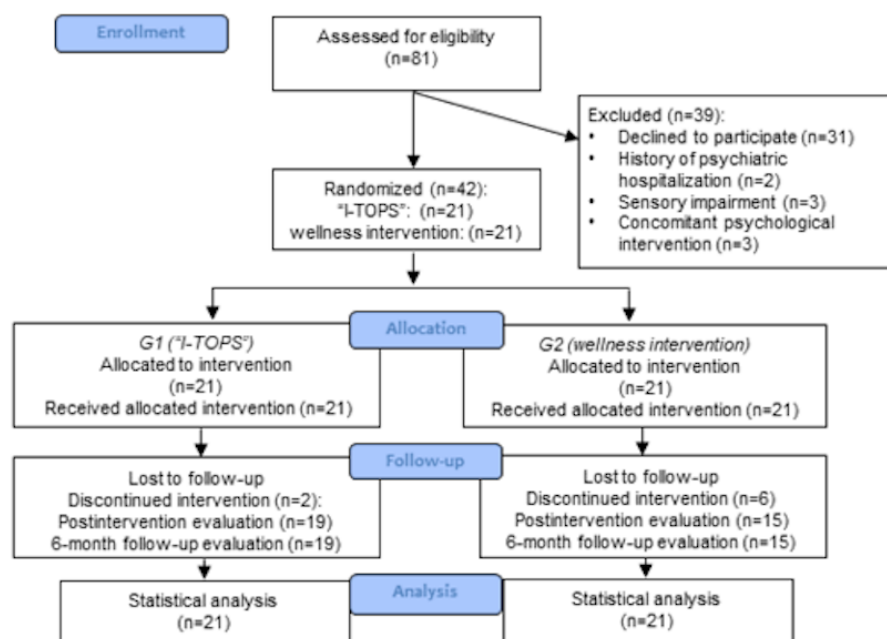 Enrollment
Assessed for eligibility
(n=81)
Excluded (n=39):
• Declined to participate (n=31)
• History of psychiatric
hospitalization (n=2)
• Sensory impairment (n=3)
• Concomitant psychological
intervention (n=3)
Randomized (n=42):
"I-TOPS": (n=21)
wellness intervention: (n=21)
Allocation
G1 ("I-TOPS")
Allocated to intervention
(n=21)
Received allocated intervention (n=21)
G2 (wellness intervention)
Allocated to intervention
(n=21)
Received allocated intervention (n=21)
Follow-up
Lost to follow-up
Discontinued intervention (n=2):
Postintervention evaluation (n=19)
6-month follow-up evaluation (n=19)
Lost to follow-up
Discontinued intervention (n=6)
Postintervention evaluation (n=15)
6-month follow-up evaluation (n=15)
Analysis
Statistical analysis
(n=21)
Statistical analysis
(n=21)